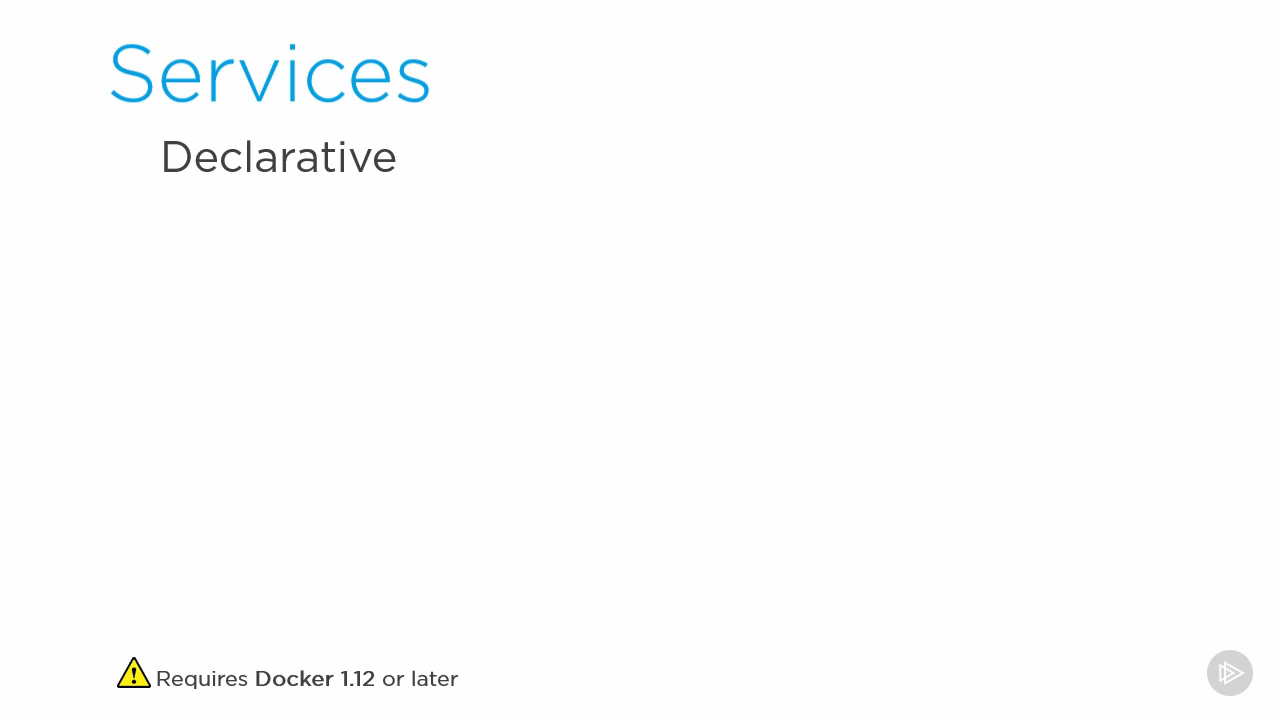 Services
Declarative
Requires Docker 1.12 or later